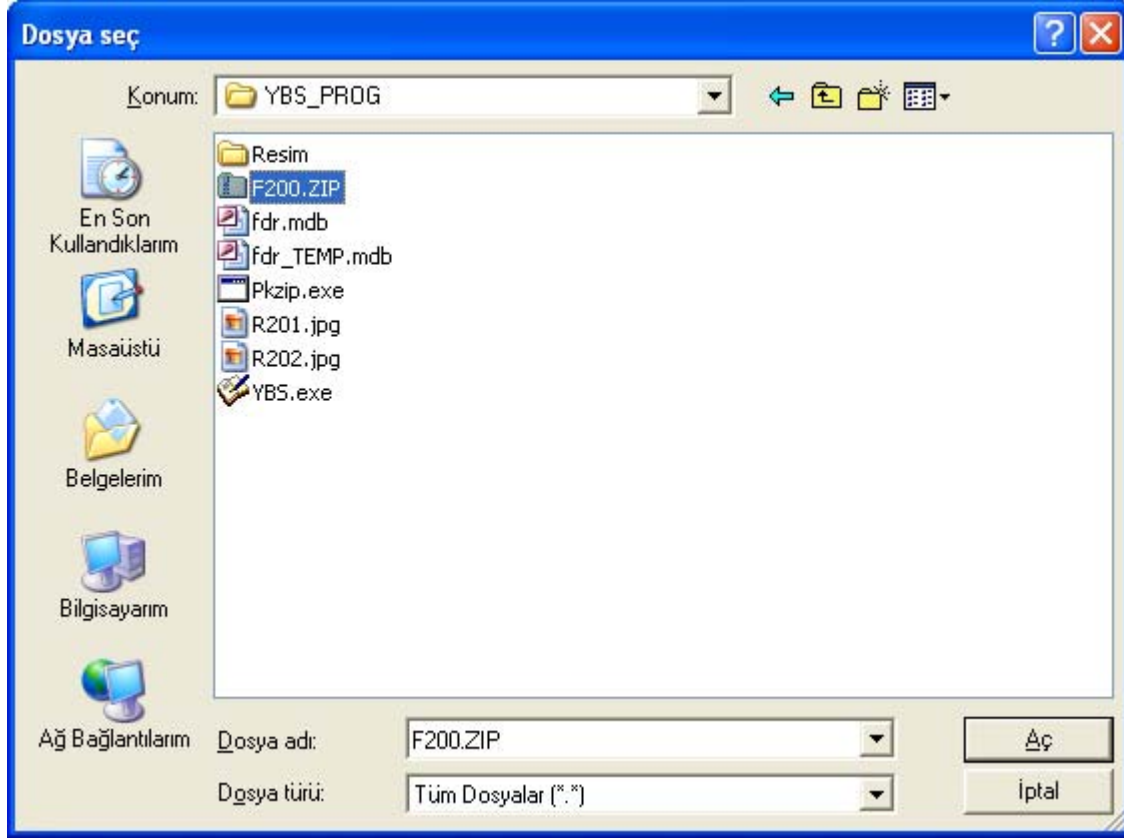 Dosya seç
Konum: YBS_PROG
En Son
Kullandıklarım
Masaüstü
Belgelerim
Bilgisayarım
Ağ Bağlantılarım
Resim
F200.ZIP
fdr.mdb
fdr_TEMP.mdb
Pkzip.exe
R201.jpg
R202.jpg
YBS.exe
Dosya adı: F200.ZIP Aç
Dosya türü: Tüm Dosyalar (*.*) İptal